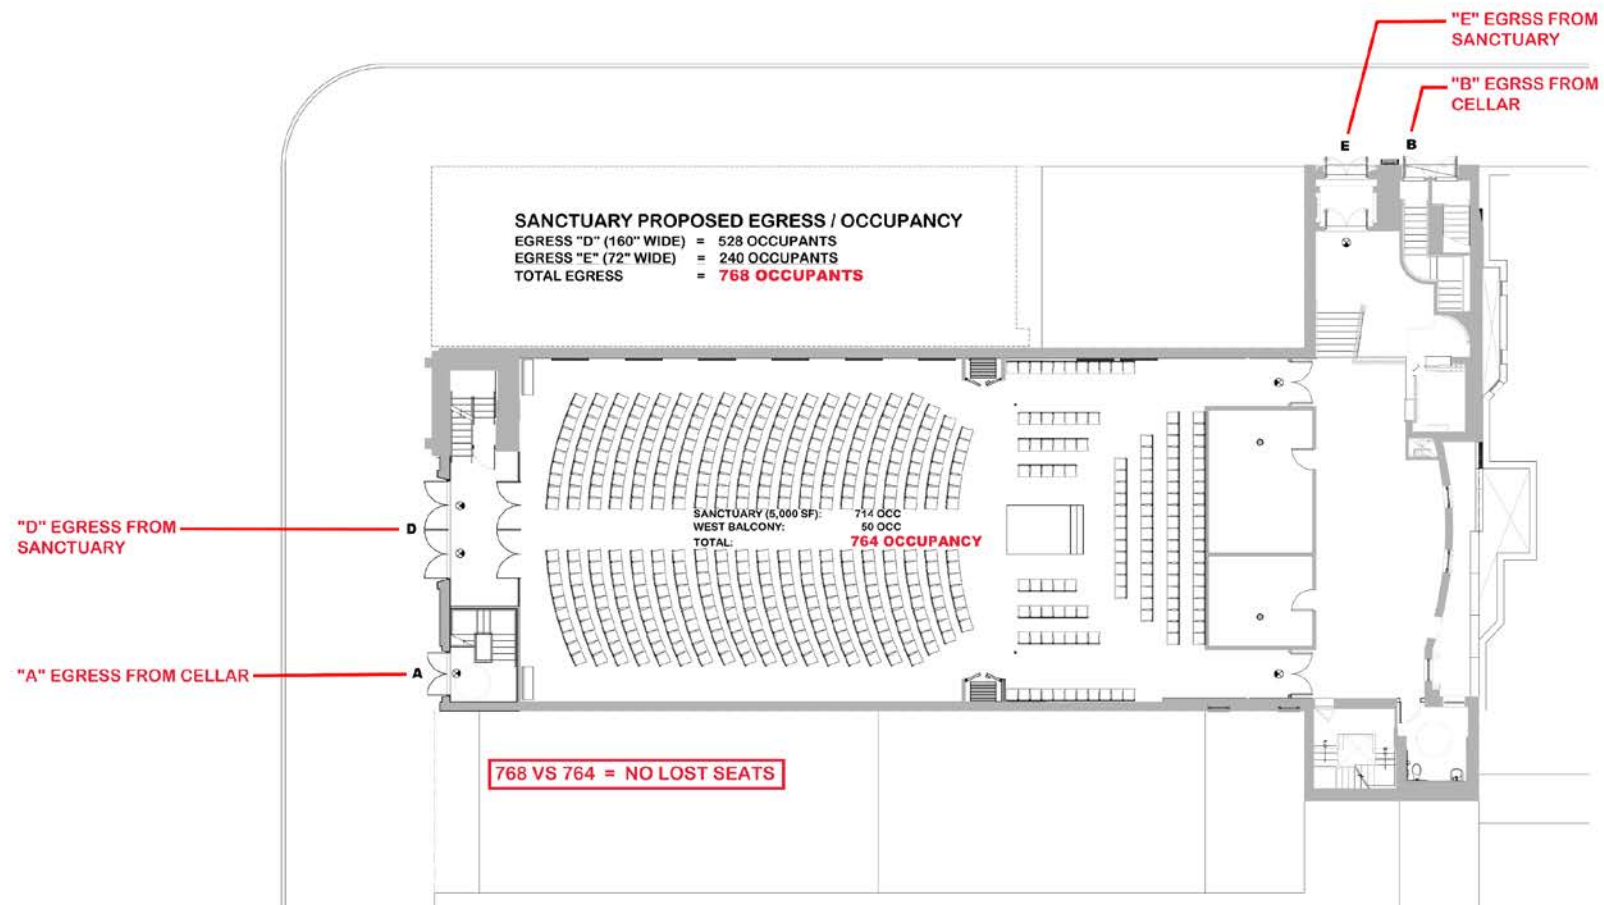 "E" EGRSS FROM
SANCTUARY
"B" EGRSS FROM
CELLAR
E
B
SANCTUARY PROPOSED EGRESS / OCCUPANCY
EGRESS "D" (160" WIDE) = 528 OCCUPANTS
EGRESS "E" (72" WIDE) = 240 OCCUPANTS
TOTAL EGRESS = 768 OCCUPANTS
SANCTUARY (5,000 SF): 714 OCC
WEST BALCONY: 50 OCC
TOTAL: 764 OCCUPANCY
"D" EGRESS FROM
SANCTUARY
D
"A" EGRESS FROM CELLAR
A
768 VS 764 = NO LOST SEATS